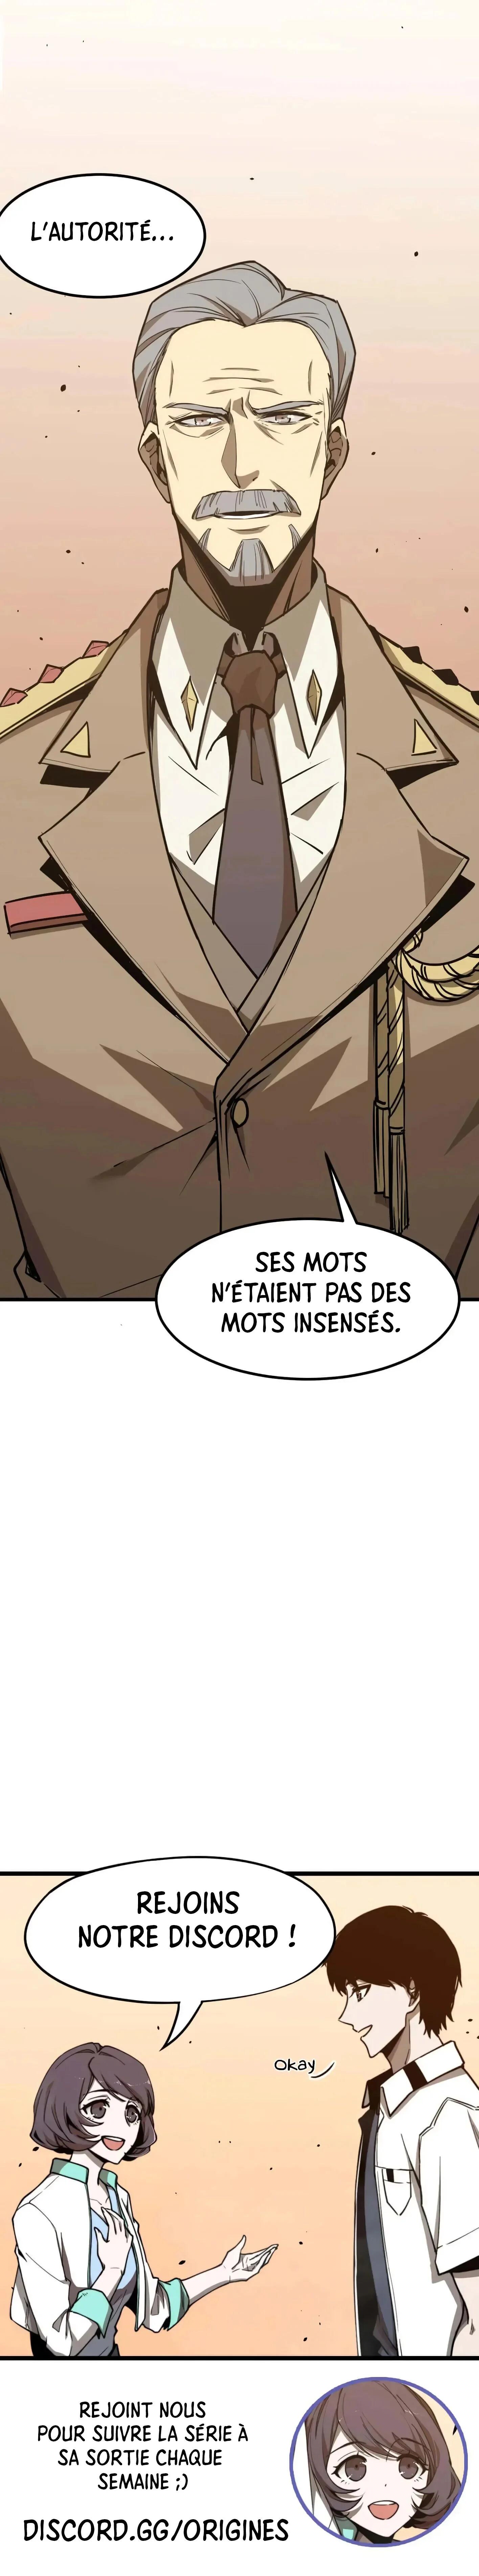 L'AUTORITÉ...
SES MOTS
N'ÉTAIENT PAS DES
MOTS INSENSÉS.
REJOINS
NOTRE DISCORD !
Okay
REJOINT NOUS
POUR SUIVRE LA SÉRIE À
SA SORTIE CHAQUE
SEMAINE ;)
DISCORD.GG/ORIGINES